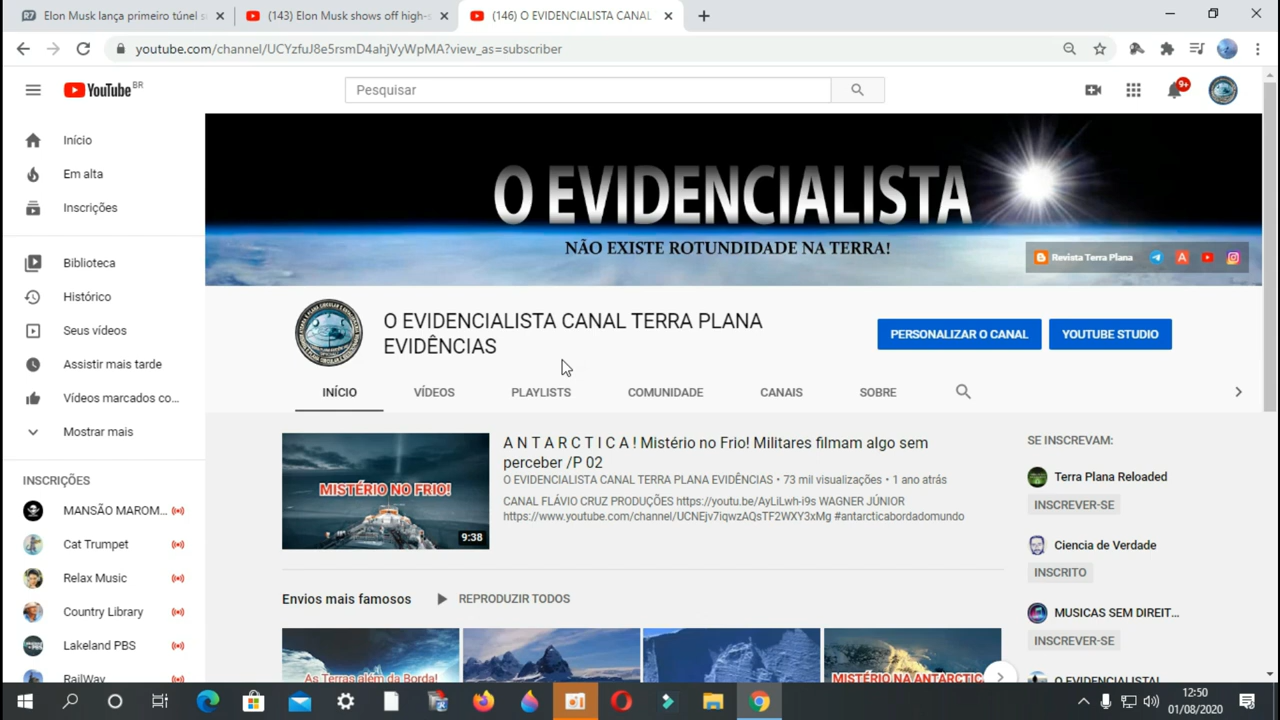 Elon Musk lança primeiro túnel s
(143) Elon Musk shows off high-s
(146) O EVIDENCIALISTA CANAL
youtube.com/channel/UCYzfuJ8e5rsmD4ahjVyWpMA?view_as=subscriber
YouTube BR
Pesquisar
9+
Início
Em alta
Inscrições
Biblioteca
Histórico
Seus vídeos
Assistir mais tarde
Vídeos marcados co...
Mostrar mais
INSCRIÇÕES
MANSÃO MAROM...
Cat Trumpet
Relax Music
Country Library
Lakeland PBS
RailWay
O EVIDENCIALISTA
NÃO EXISTE ROTUNDIDADE NA TERRA!
Revista Terra Plana
O EVIDENCIALISTA CANAL TERRA PLANA
EVIDÊNCIAS
PERSONALIZAR O CANAL
YOUTUBE STUDIO
INÍCIO VÍDEOS PLAYLISTS COMUNIDADE CANAIS SOBRE
MISTÉRIO NO FRIO!
9:38
A N T A R C T I C A ! Mistério no Frio! Militares filmam algo sem
perceber /P 02
O EVIDENCIALISTA CANAL TERRA PLANA EVIDÊNCIAS • 73 mil visualizações • 1 ano atrás
CANAL FLÁVIO CRUZ PRODUÇÕES https://youtu.be/AyLiLwh-i9s WAGNER JÚNIOR
https://www.youtube.com/channel/UCNEjv7iqwzAQsTF2WXY3xMg #antarcticabordadomundo
Envios mais famosos
REPRODUZIR TODOS
As Terras além da Borda!
MISTÉRIO NA ANTARCTIC
SE INSCREVAM:
Terra Plana Reloaded
INSCREVER-SE
Ciencia de Verdade
INSCRITO
MUSICAS SEM DIREIT...
INSCREVER-SE
O EVIDENCIALISTA!
12:50
01/08/2020